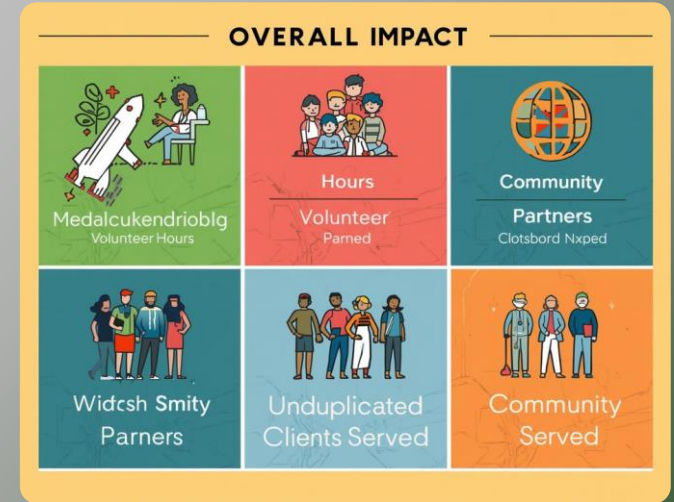 OVERALL IMPACT
Medalcukendrioblg
Volunteer Hours
Hours
Volunteer
Parned
Community
Partners
Clotsbord Nxped
Widcsh Smity
Parners
Unduplicated
Clients Served
Community
Served